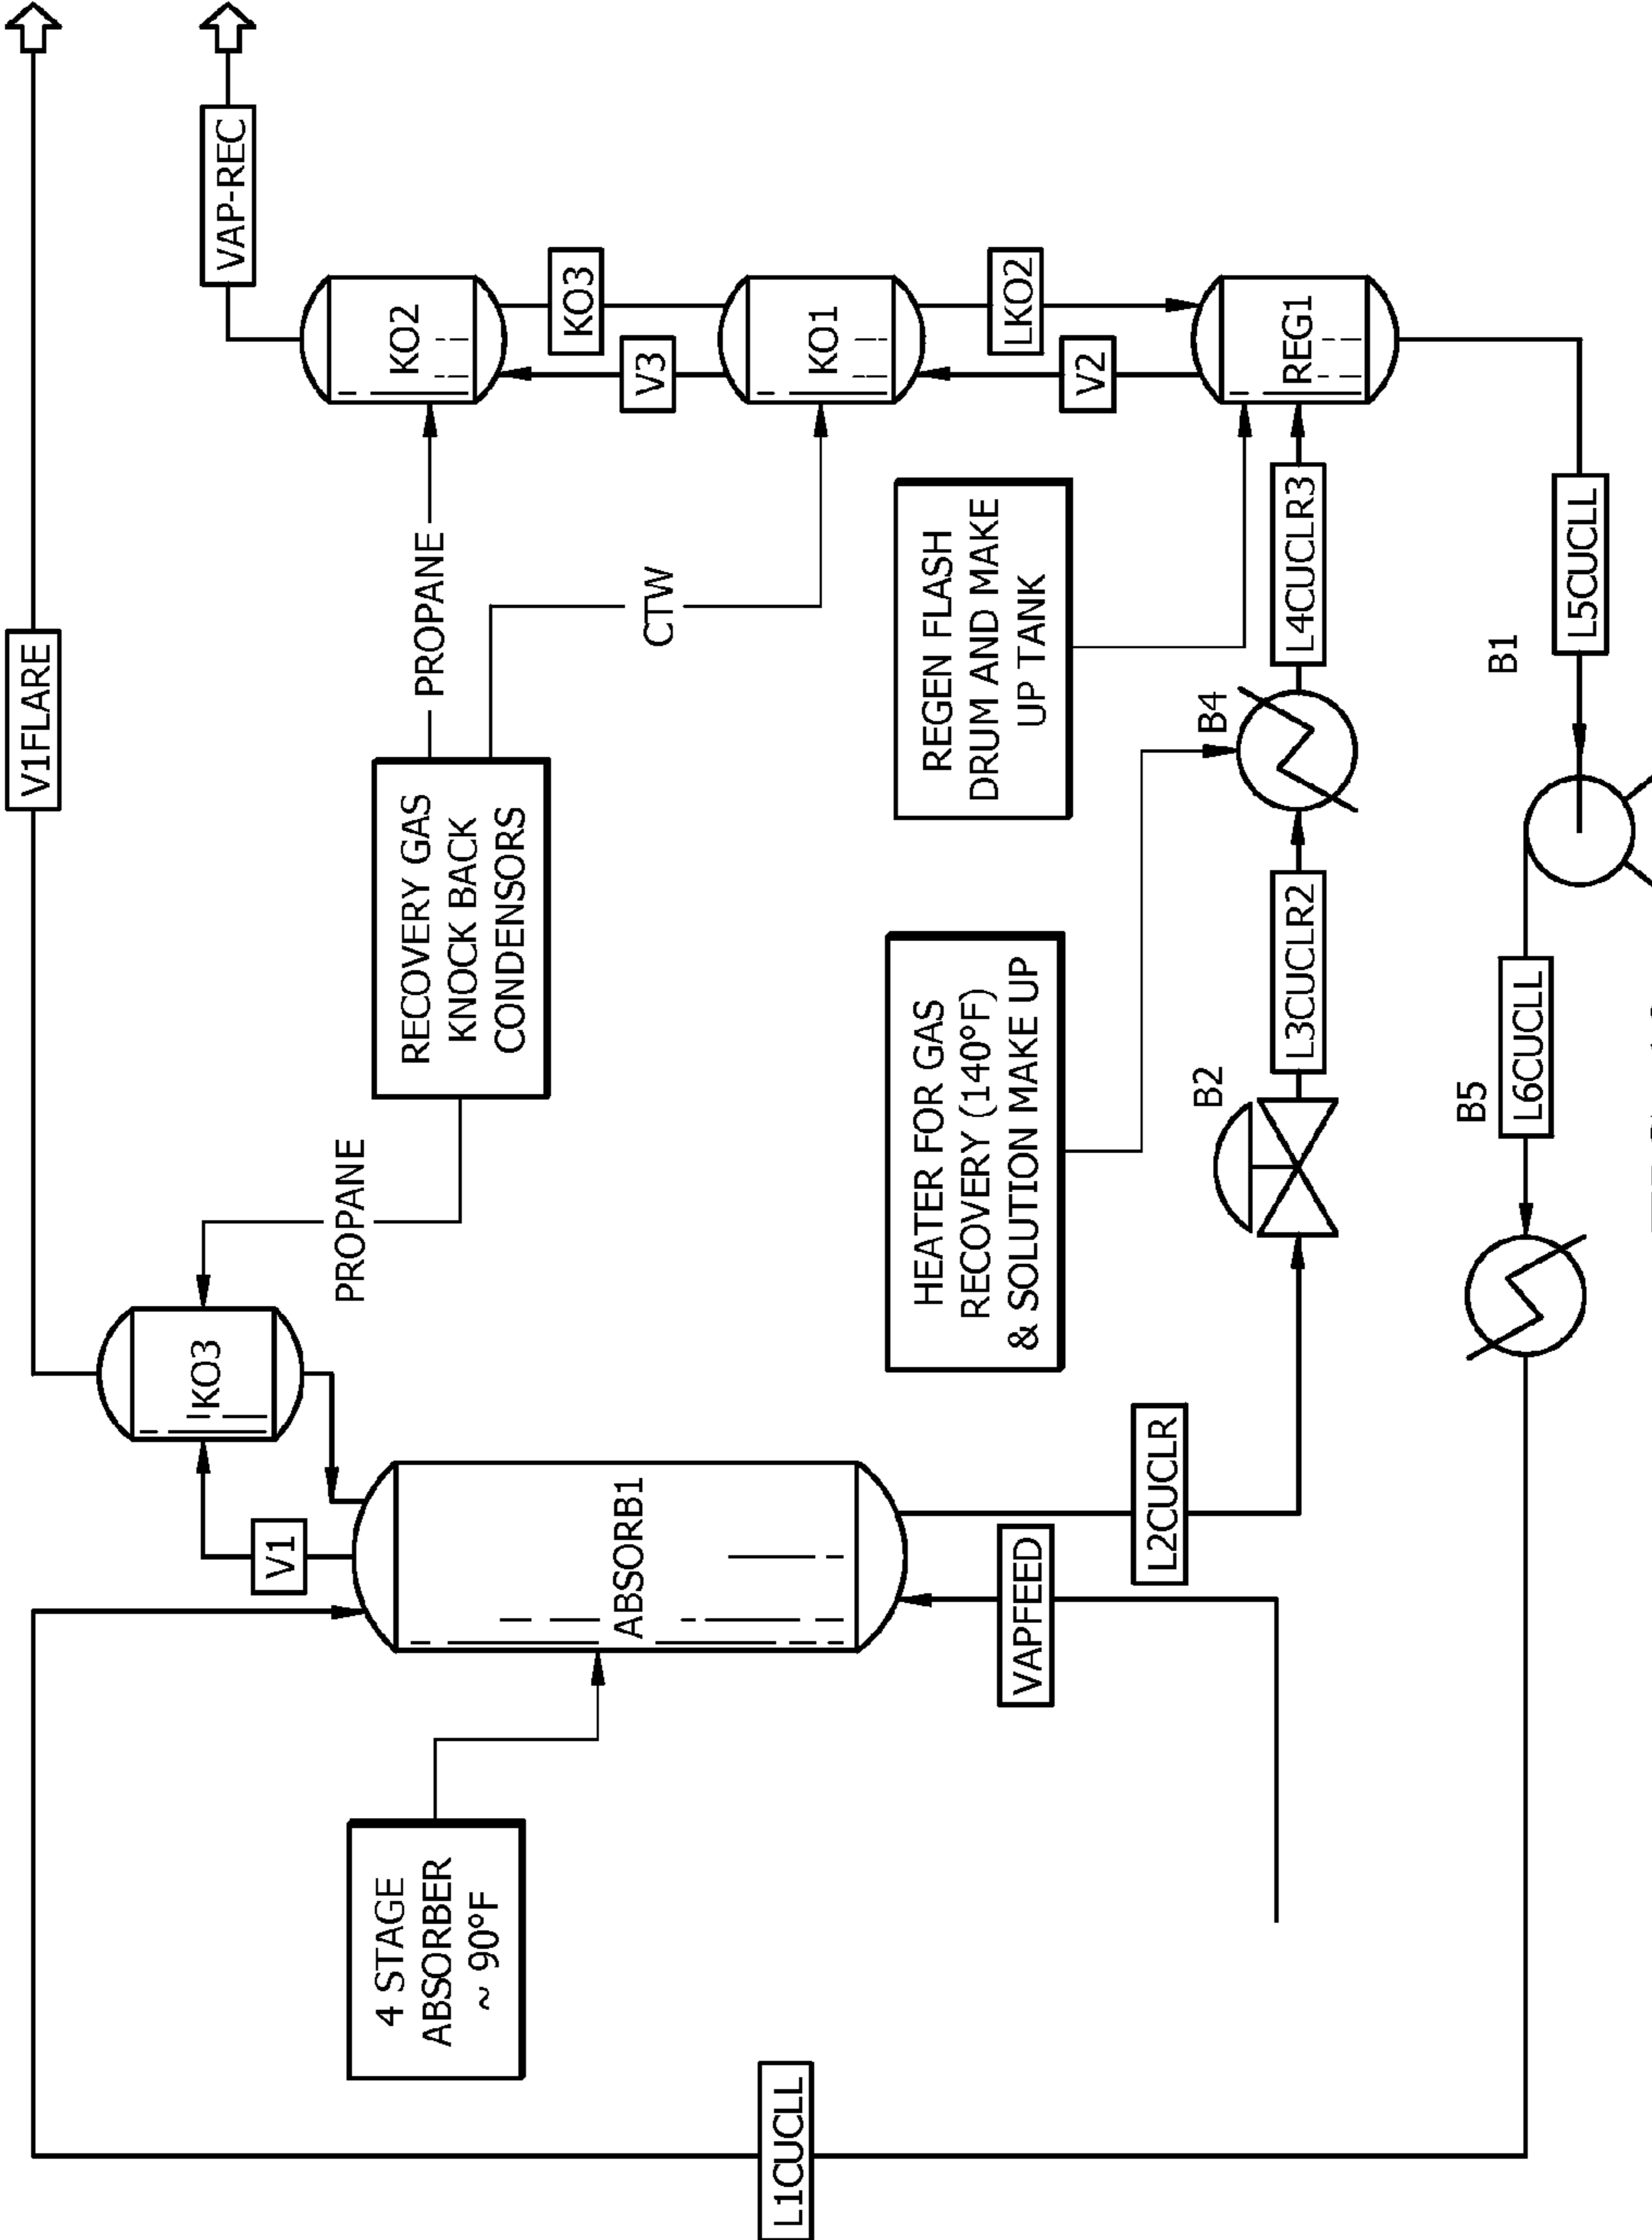 V1FLARE
VAP-REC
KO2
KO3
V3
KO1
LKO2
V2
REG1
PROPANE
CTW
RECOVERY GAS
KNOCK BACK
CONDENSORS
PROPANE
KO3
V1
ABSORB1
4 STAGE
ABSORBER
~ 90°F
VAPFEED
L2CUCLR
HEATER FOR GAS
RECOVERY (140°F)
& SOLUTION MAKE UP
REGEN FLASH
DRUM AND MAKE
UP TANK
B2
L3CUCLR2
B4
L4CUCLR3
L5CUCLL
B1
L6CUCLL
B5
L1CUCLL